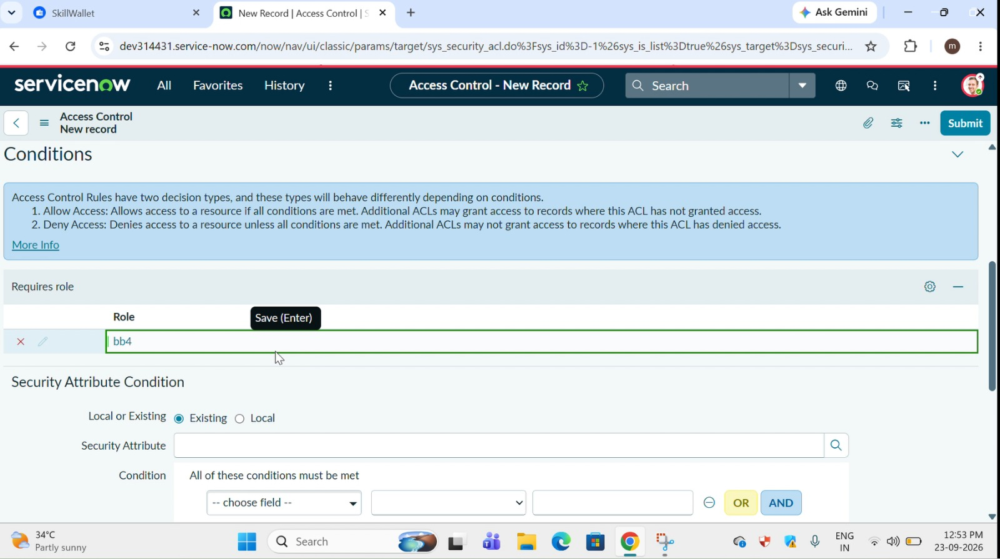 SkillWallet
New Record | Access Control | S
Ask Gemini
dev314431.service-now.com/now/nav/ui/classic/params/target/sys_security_acl.do%3Fsys_id%3D-1%26sys_is_list%3Dtrue%26sys_target%3Dsys_securi...
m
servicenow
All
Favorites
History
Access Control - New Record
Search
Access Control
New record
Submit
Conditions
Access Control Rules have two decision types, and these types will behave differently depending on conditions.
1. Allow Access: Allows access to a resource if all conditions are met. Additional ACLs may grant access to records where this ACL has not granted access.
2. Deny Access: Denies access to a resource unless all conditions are met. Additional ACLs may not grant access to records where this ACL has denied access.
More Info
Requires role
Role
Save (Enter)
bb4
Security Attribute Condition
Local or Existing
Existing
Local
Security Attribute
Condition
All of these conditions must be met
-- choose field --
OR
AND
34°C
Partly sunny
Search
ENG
IN
12:53 PM
23-09-2026